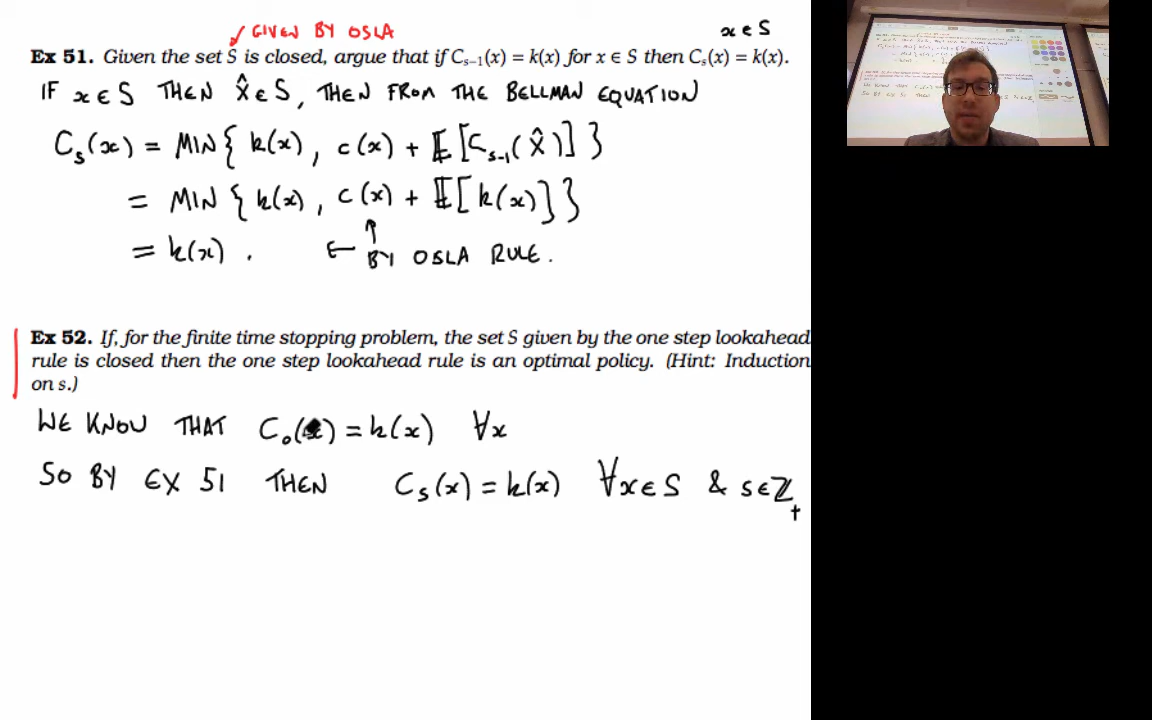 ✓ GIVEN BY OSLA
x ∈ S
Ex 51. Given the set S is closed, argue that if Cₛ₋₁(x) = k(x) for x ∈ S then Cₛ(x) = k(x).
IF x ∈ S THEN X̂ ∈ S, THEN FROM THE BELLMAN EQUATION
Cₛ(x) = MIN{ k(x), c(x) + 𝔼[Cₛ₋₁(X̂)] }
= MIN{ k(x), c(x) + 𝔼[k(x)] }
= k(x). ← BY OSLA RULE.
Ex 52. If, for the finite time stopping problem, the set S given by the one step lookahead
rule is closed then the one step lookahead rule is an optimal policy. (Hint: Induction
on s.)
WE KNOW THAT C₀(x) = k(x) ∀x
SO BY EX 51 THEN Cₛ(x) = k(x) ∀x∈S & s∈ℤ₊